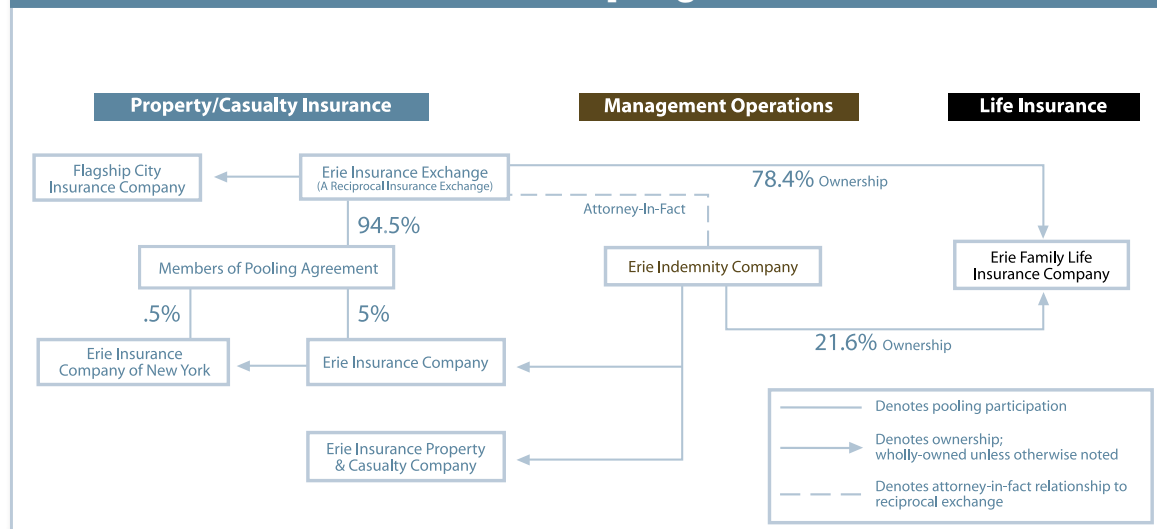 Property/Casualty Insurance
Management Operations
Life Insurance
Flagship City
Insurance Company
Erie Insurance Exchange
(A Reciprocal Insurance Exchange)
78.4% Ownership
Attorney-In-Fact
94.5%
Members of Pooling Agreement
Erie Indemnity Company
Erie Family Life
Insurance Company
.5%
5%
21.6% Ownership
Erie Insurance
Company of New York
Erie Insurance Company
Erie Insurance Property
& Casualty Company
Denotes pooling participation
Denotes ownership;
wholly-owned unless otherwise noted
Denotes attorney-in-fact relationship to
reciprocal exchange